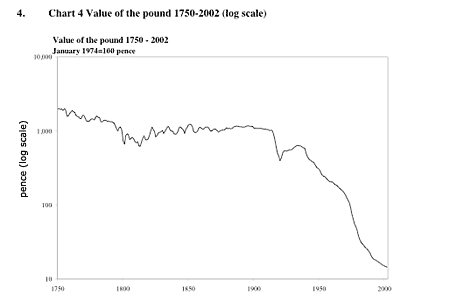 4. Chart 4 Value of the pound 1750-2002 (log scale)
Value of the pound 1750 - 2002
January 1974=100 pence
10,000
1,000
100
10
pence (log scale)
1750 1800 1850 1900 1950 2000